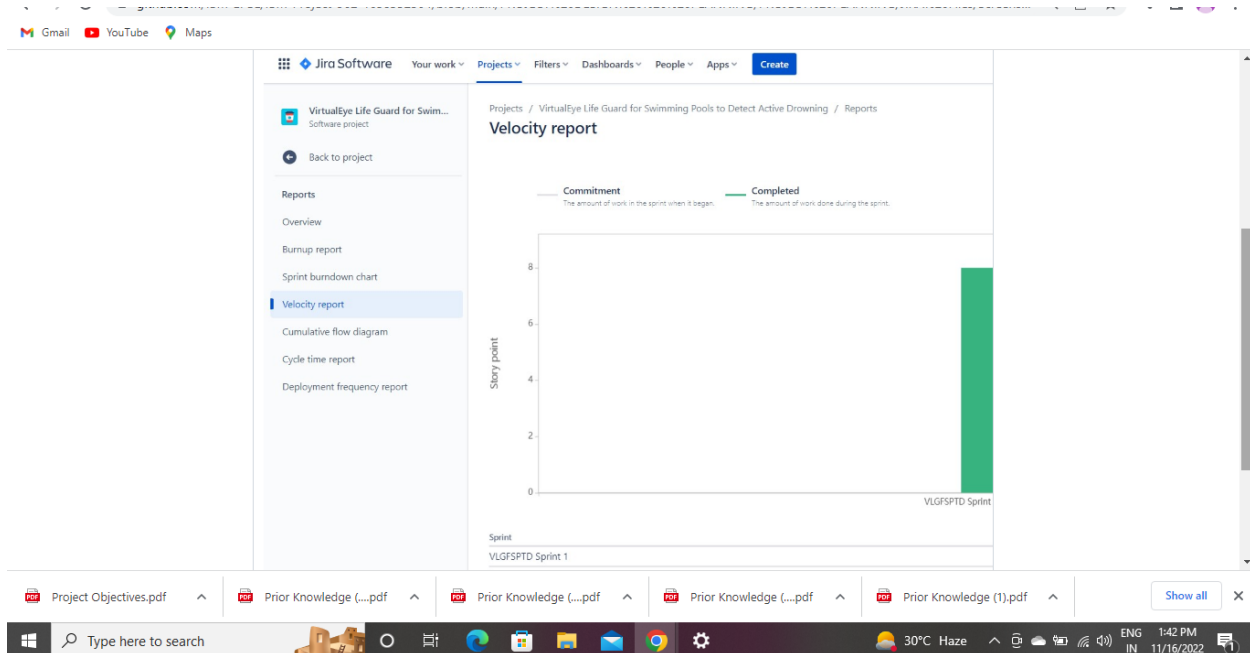 Gmail YouTube Maps
Jira Software Your work Projects Filters Dashboards People Apps Create
VirtualEye Life Guard for Swim...
Software project
Back to project
Reports
Overview
Burnup report
Sprint burndown chart
Velocity report
Cumulative flow diagram
Cycle time report
Deployment frequency report
Projects / VirtualEye Life Guard for Swimming Pools to Detect Active Drowning / Reports
Velocity report
Commitment
The amount of work in the sprint when it began.
Completed
The amount of work done during the sprint.
Story point
8
6
4
2
0
VLGFSPTD Sprint
Sprint
VLGFSPTD Sprint 1
Project Objectives.pdf Prior Knowledge (....pdf Prior Knowledge (....pdf Prior Knowledge (....pdf Prior Knowledge (1).pdf Show all
Type here to search 30°C Haze ENG 1:42 PM
IN 11/16/2022 1